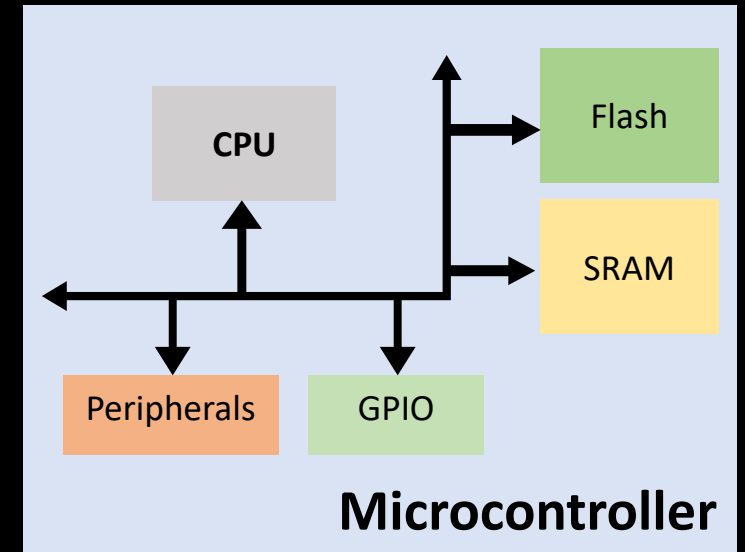 Flash
CPU
SRAM
Peripherals
GPIO
Microcontroller